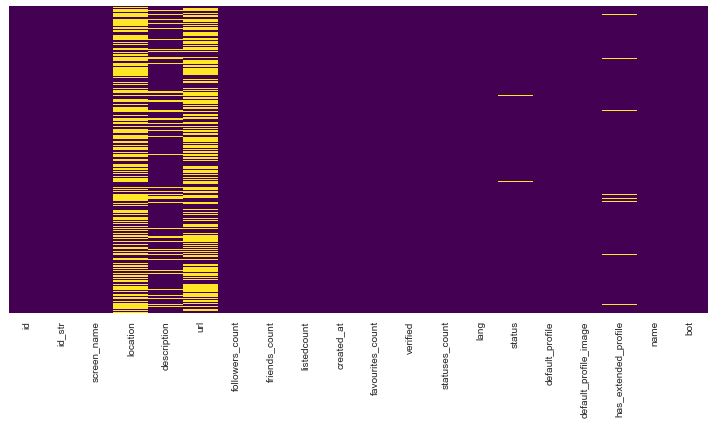 id
id_str
screen_name
location
description
url
followers_count
friends_count
listedcount
created_at
favourites_count
verified
statuses_count
lang
status
default_profile
default_profile_image
has_extended_profile
name
bot